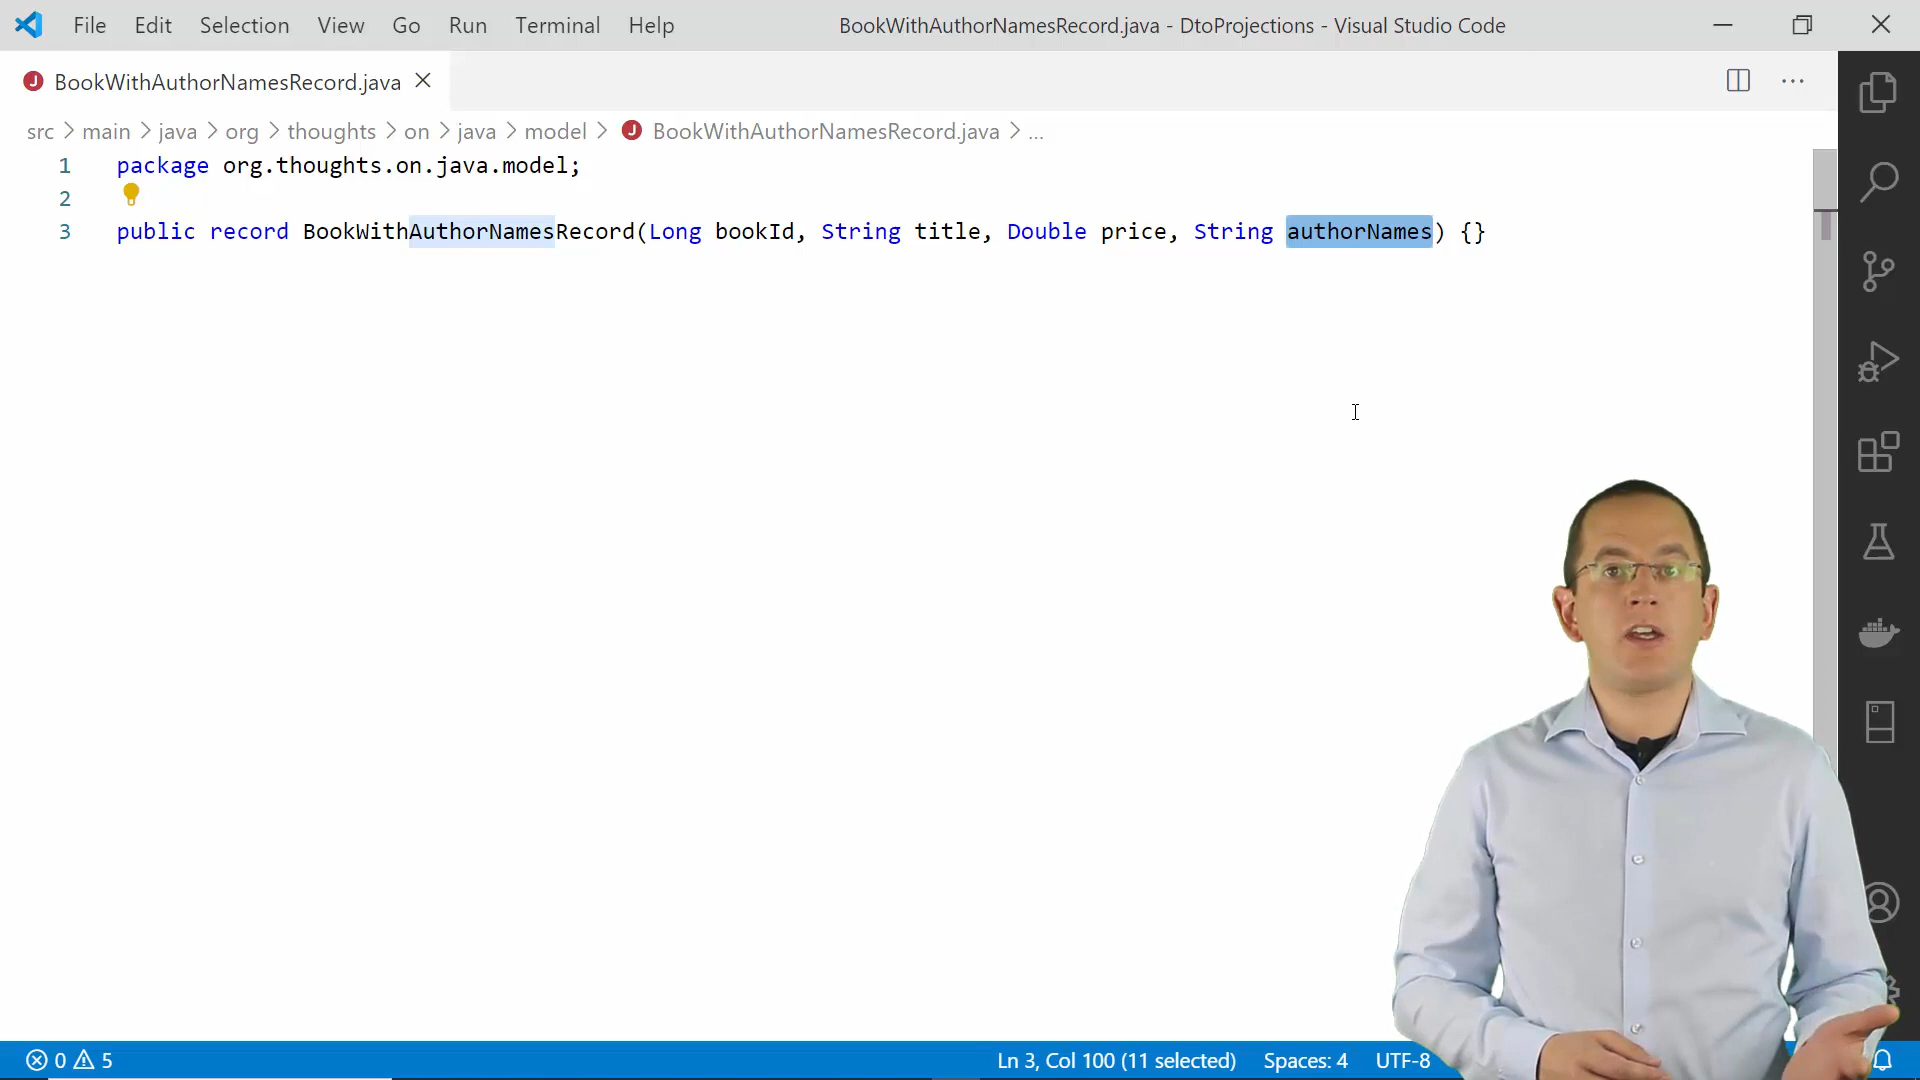 File Edit Selection View Go Run Terminal Help BookWithAuthorNamesRecord.java - DtoProjections - Visual Studio Code
J BookWithAuthorNamesRecord.java
src > main > java > org > thoughts > on > java > model > J BookWithAuthorNamesRecord.java > ...
1 package org.thoughts.on.java.model;
2
3 public record BookWithAuthorNamesRecord(Long bookId, String title, Double price, String authorNames) {}
0 5 Ln 3, Col 100 (11 selected) Spaces: 4 UTF-8